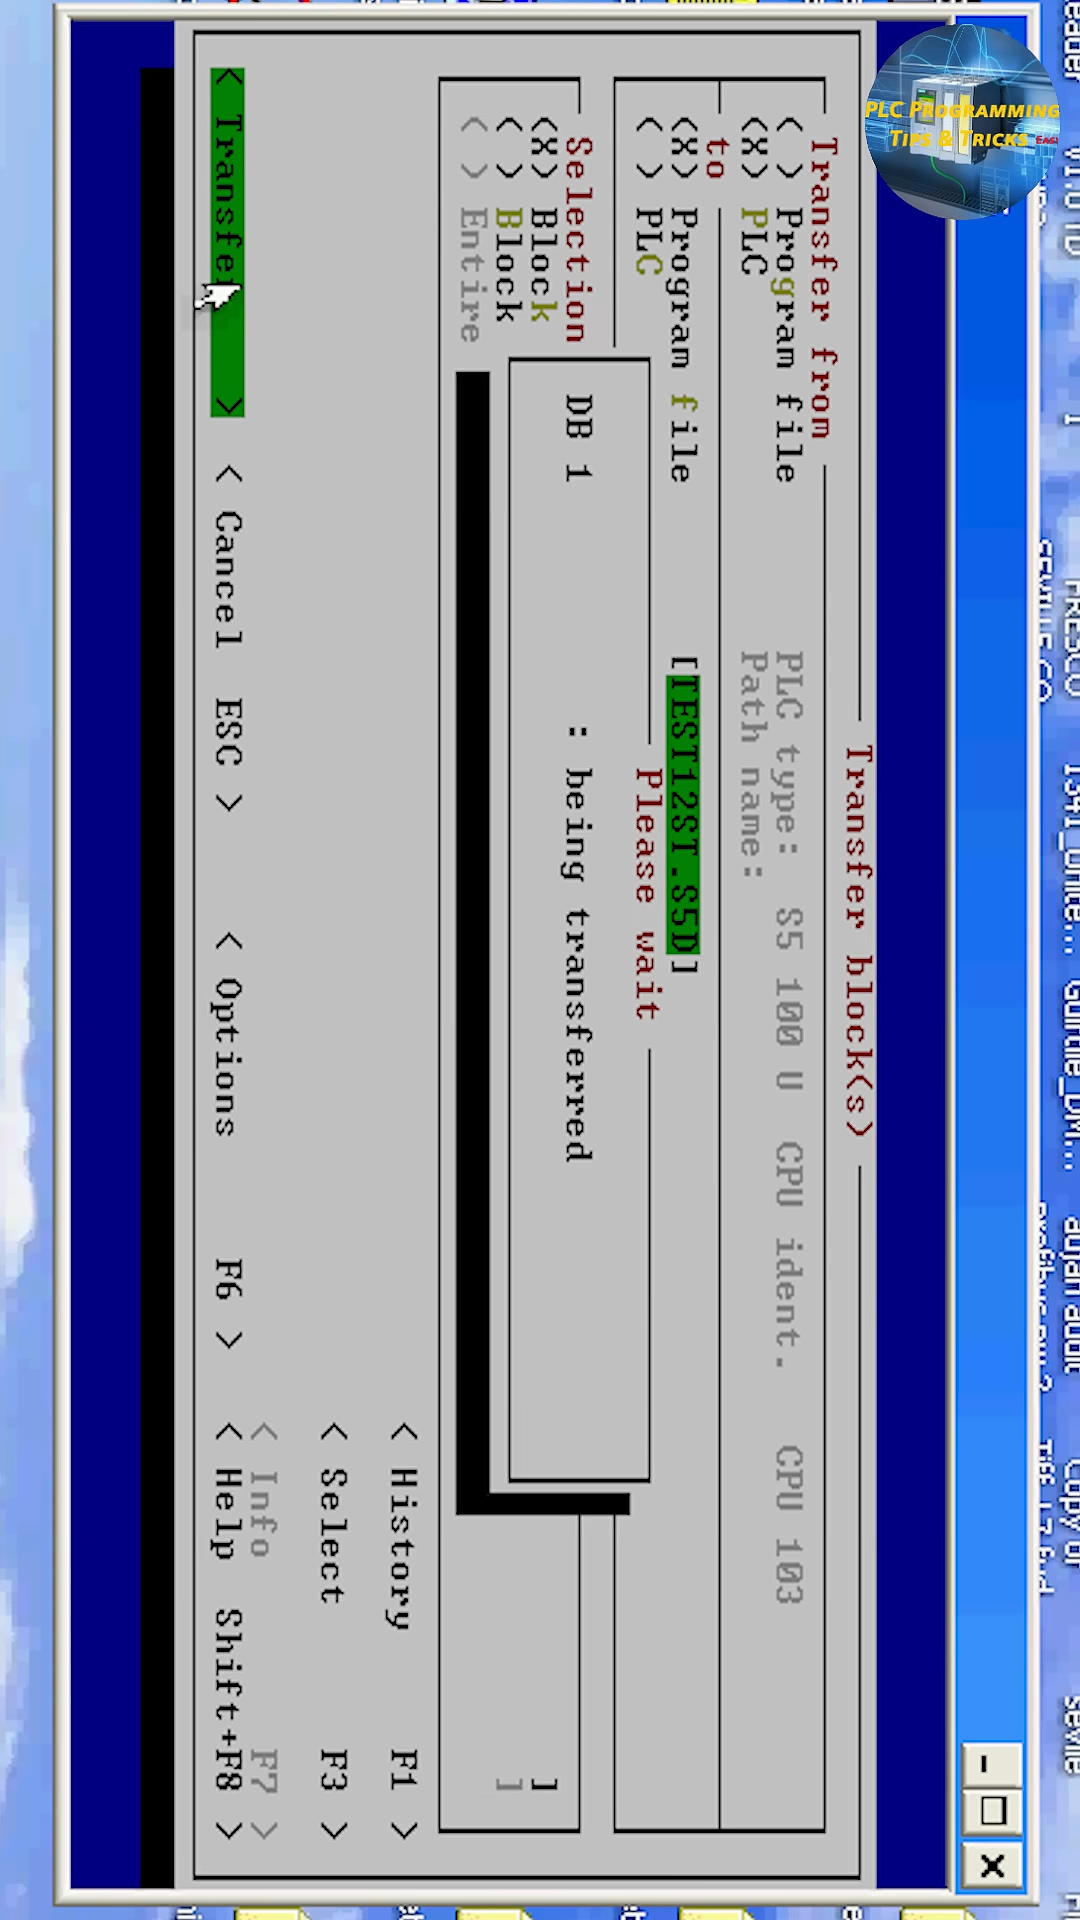 PLC PROGRAMMING
TIPS & TRICKS EASY
Transfer block(s)
Transfer from
< > Program file PLC type: S5 100 U CPU ident. CPU 103
(X) PLC Path name:
to
(X) Program file [TEST12ST.S5D]
< > PLC
Please wait
Selection
DB 1 : being transferred
(X) Block ]
< > Block ]
< > Entire
< History F1 >
< Select F3 >
< Info F7 >
< Transfer > < Cancel ESC > < Options F6 > < Help Shift+F8 >